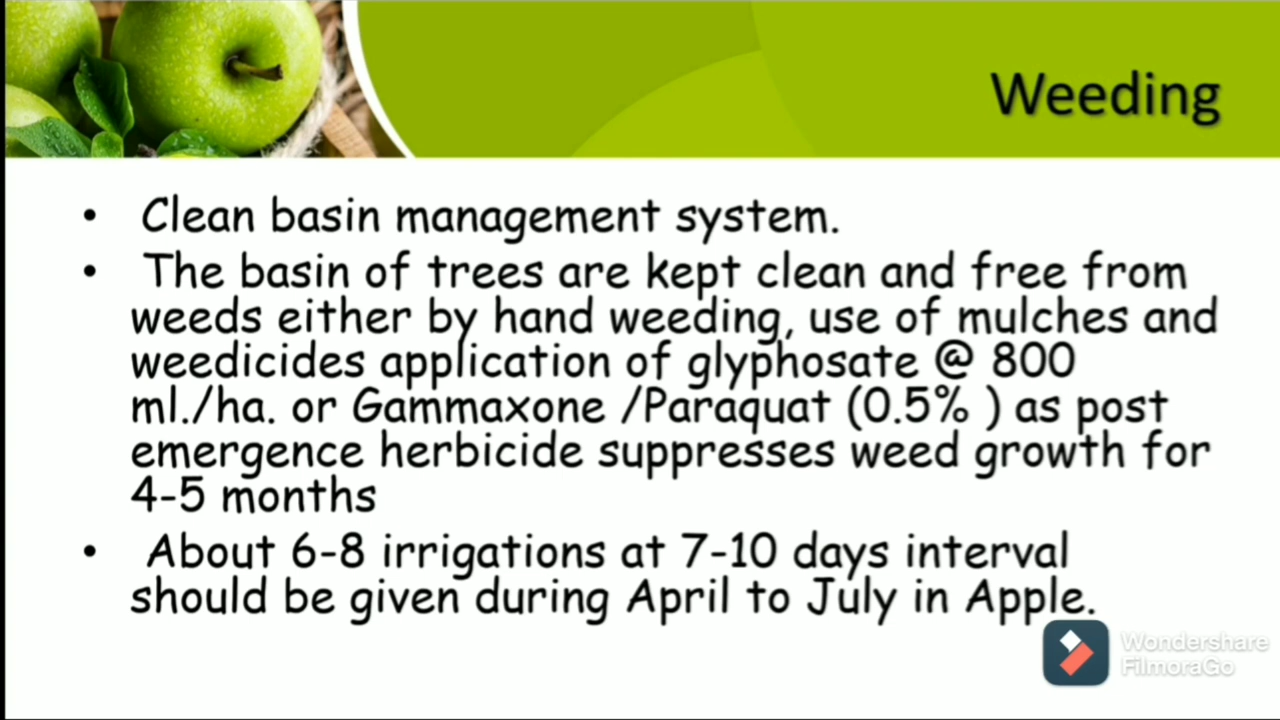 Weeding
• Clean basin management system.
• The basin of trees are kept clean and free from
weeds either by hand weeding, use of mulches and
weedicides application of glyphosate @ 800
ml./ha. or Gammaxone /Paraquat (0.5% ) as post
emergence herbicide suppresses weed growth for
4-5 months
• About 6-8 irrigations at 7-10 days interval
should be given during April to July in Apple.
Wondershare
FilmoraGo